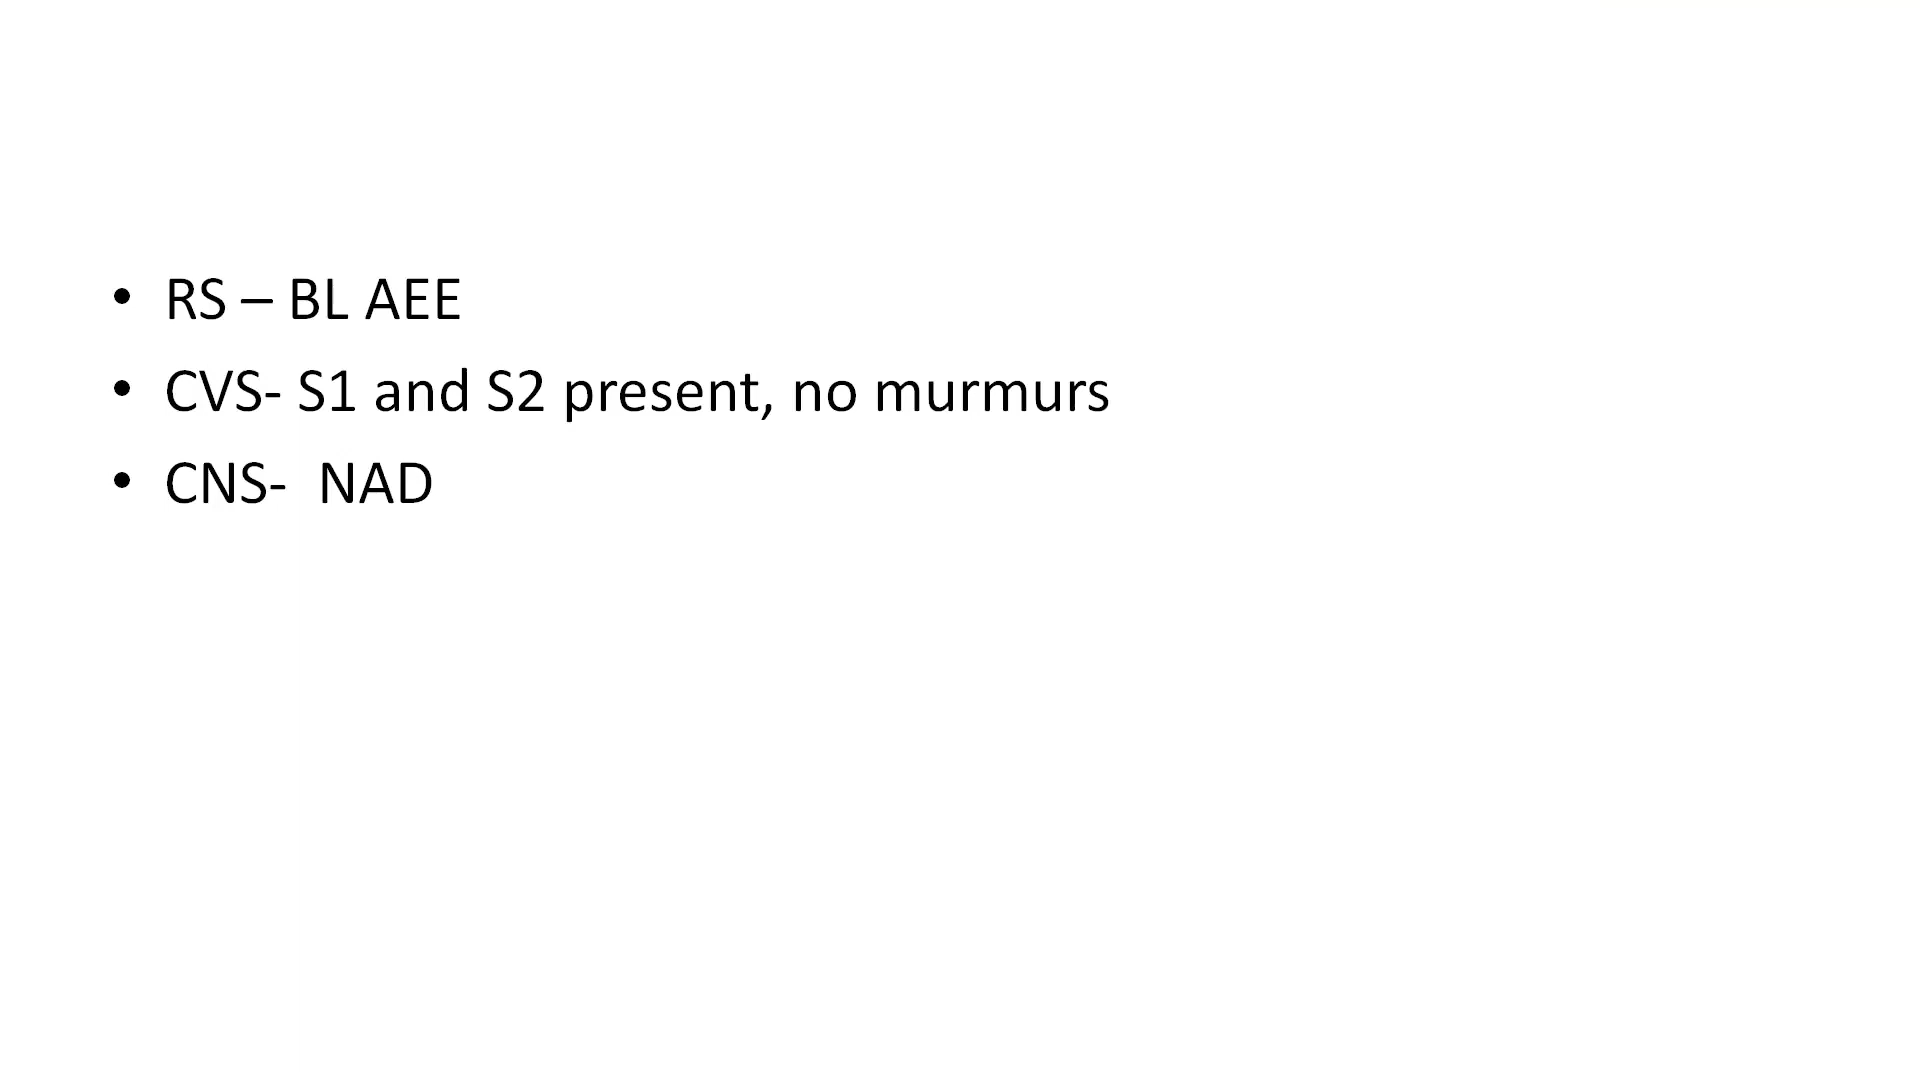 • RS – BL AEE
• CVS- S1 and S2 present, no murmurs
• CNS-  NAD